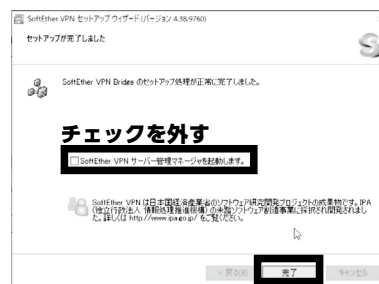 SoftEther VPN セットアップ ウイザード (バージョン 4.38.9760)
セットアップが完了しました
SoftEther VPN Bridge のセットアップ処理が正常に完了しました。
チェックを外す
SoftEther VPN サーバー管理マネージャを起動します。
SoftEther VPN は日本国経済産業省のソフトウェア研究開発プロジェクトの成果物です。IPA
(独立行政法人 情報処理推進機構) の未踏ソフトウェア創造事業に採択され開発されまし
た。詳しくは http://www.ipa.go.jp/ をご覧ください。
< 戻る(B)
完了
キャンセル